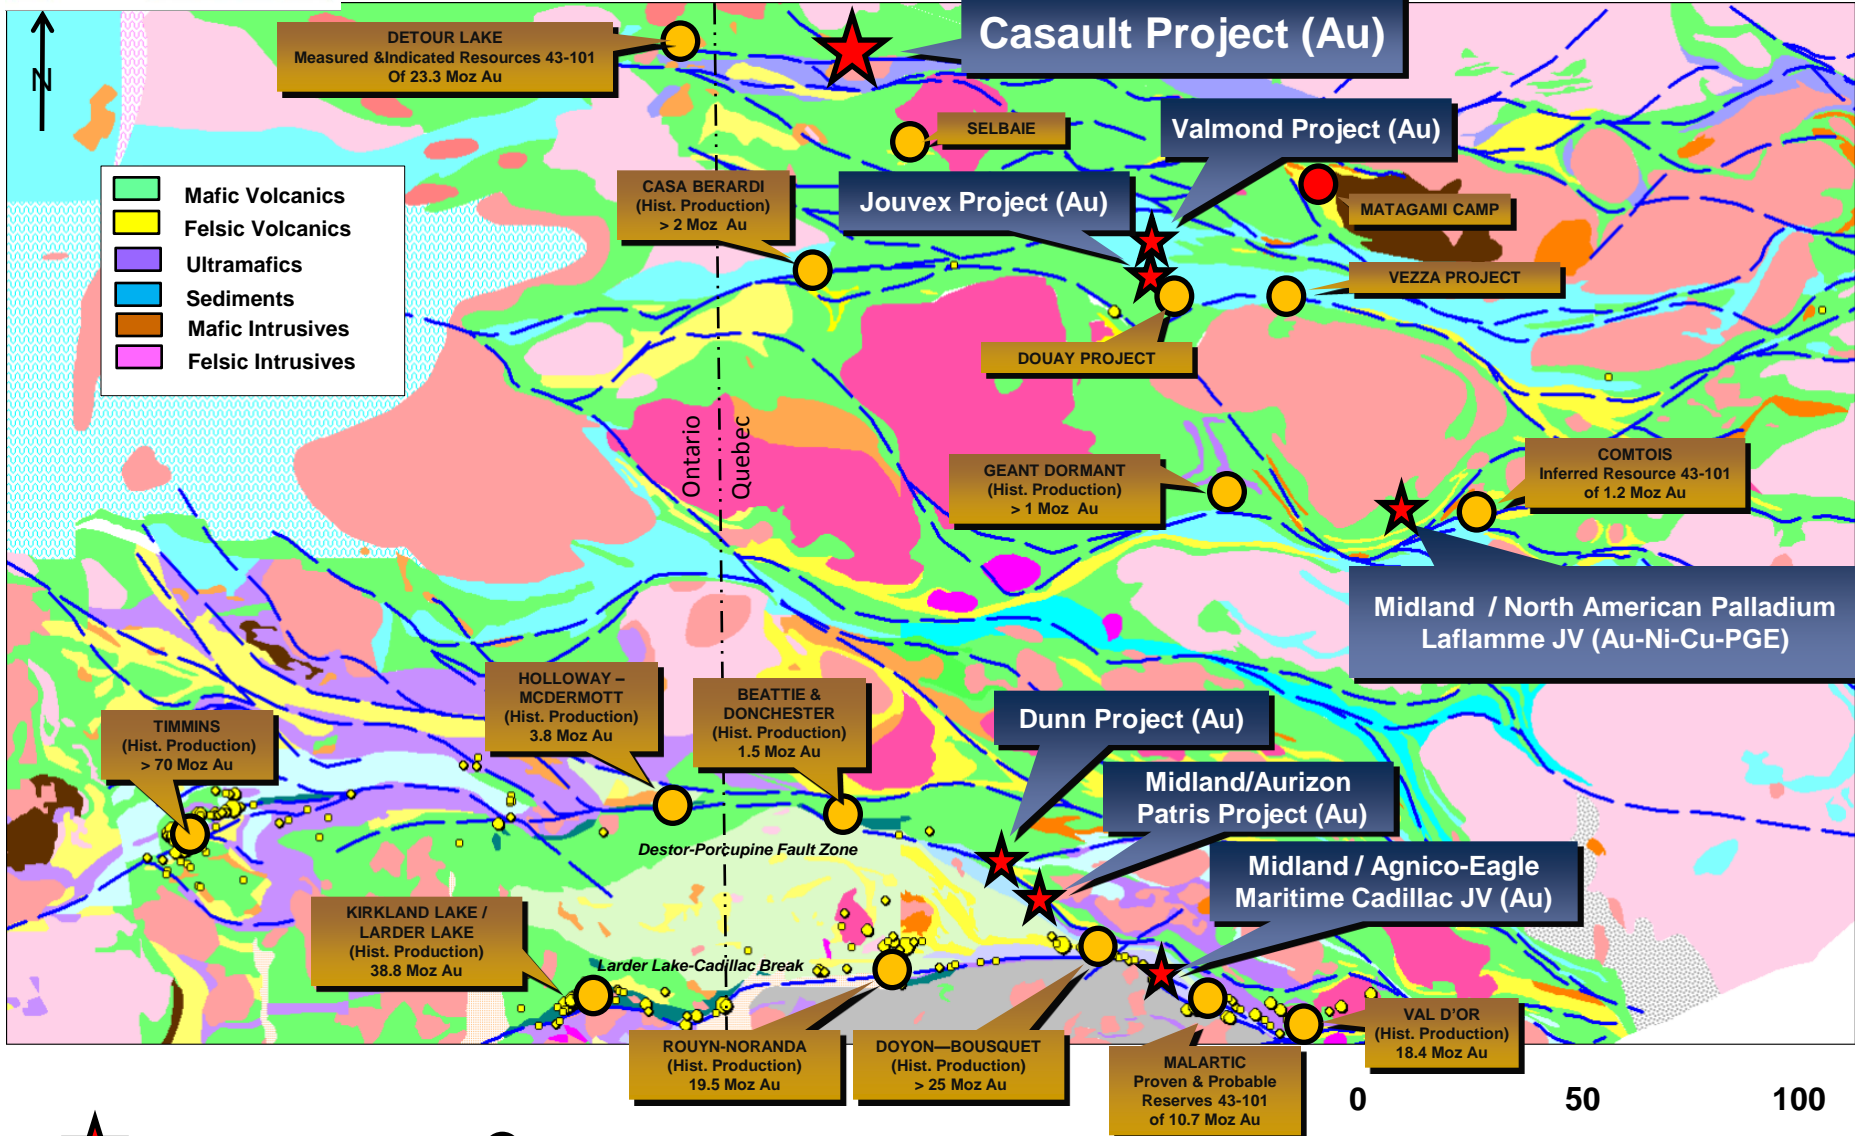 DETOUR LAKE
Measured &Indicated Resources 43-101
Of 23.3 Moz Au
Casault Project (Au)
N
SELBAIE
Valmond Project (Au)
Mafic Volcanics
Felsic Volcanics
Ultramafics
Sediments
Mafic Intrusives
Felsic Intrusives
CASA BERARDI
(Hist. Production)
> 2 Moz Au
Jouvex Project (Au)
MATAGAMI CAMP
VEZZA PROJECT
DOUAY PROJECT
Ontario
Quebec
GEANT DORMANT
(Hist. Production)
> 1 Moz Au
COMTOIS
Inferred Resource 43-101
of 1.2 Moz Au
Midland / North American Palladium
Laflamme JV (Au-Ni-Cu-PGE)
HOLLOWAY –
MCDERMOTT
(Hist. Production)
3.8 Moz Au
BEATTIE &
DONCHESTER
(Hist. Production)
1.5 Moz Au
Dunn Project (Au)
TIMMINS
(Hist. Production)
> 70 Moz Au
Midland/Aurizon
Patris Project (Au)
Destor-Porcupine Fault Zone
Midland / Agnico-Eagle
Maritime Cadillac JV (Au)
KIRKLAND LAKE /
LARDER LAKE
(Hist. Production)
38.8 Moz Au
Larder Lake-Cadillac Break
ROUYN-NORANDA
(Hist. Production)
19.5 Moz Au
DOYON—BOUSQUET
(Hist. Production)
> 25 Moz Au
MALARTIC
Proven & Probable
Reserves 43-101
of 10.7 Moz Au
VAL D'OR
(Hist. Production)
18.4 Moz Au
0 50 100